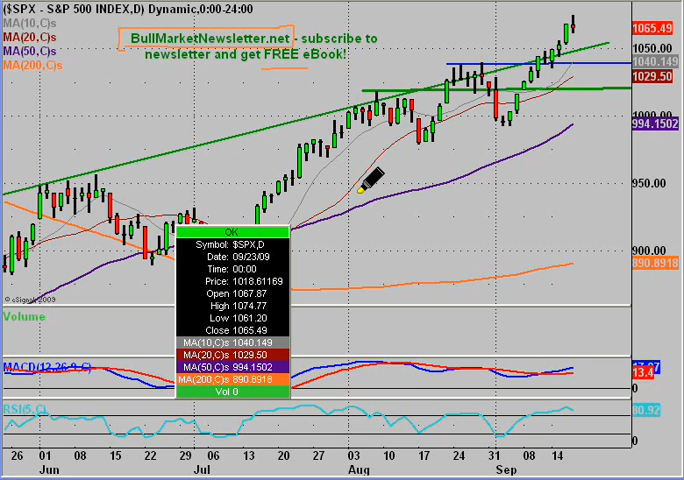 ($SPX - S&P 500 INDEX,D) Dynamic,0:00-24:00
MA(10,C)s
MA(20,C)s
MA(50,C)s
MA(200,C)s
BullMarketNewsletter.net - subscribe to
newsletter and get FREE eBook!
1065.49
1050.00
1040.149
1029.50
1000.00
994.1502
950.00
900.00
890.8918
OK
Symbol: $SPX,D
Date: 09/23/09
Time: 00:00
Price: 1018.61169
Open 1067.87
High 1074.77
Low 1061.20
Close 1065.49
MA(10,C)s 1040.149
MA(20,C)s 1029.50
MA(50,C)s 994.1502
MA(200,C)s 890.8918
Vol 0
© eSignal, 2009
Volume
MACD(12,26,9,C)
13.4
0
RSI(5,C)
80.92
0
26 01 08 15 22 29 06 13 20 27 03 10 17 24 31 08 14
Jun Jul Aug Sep